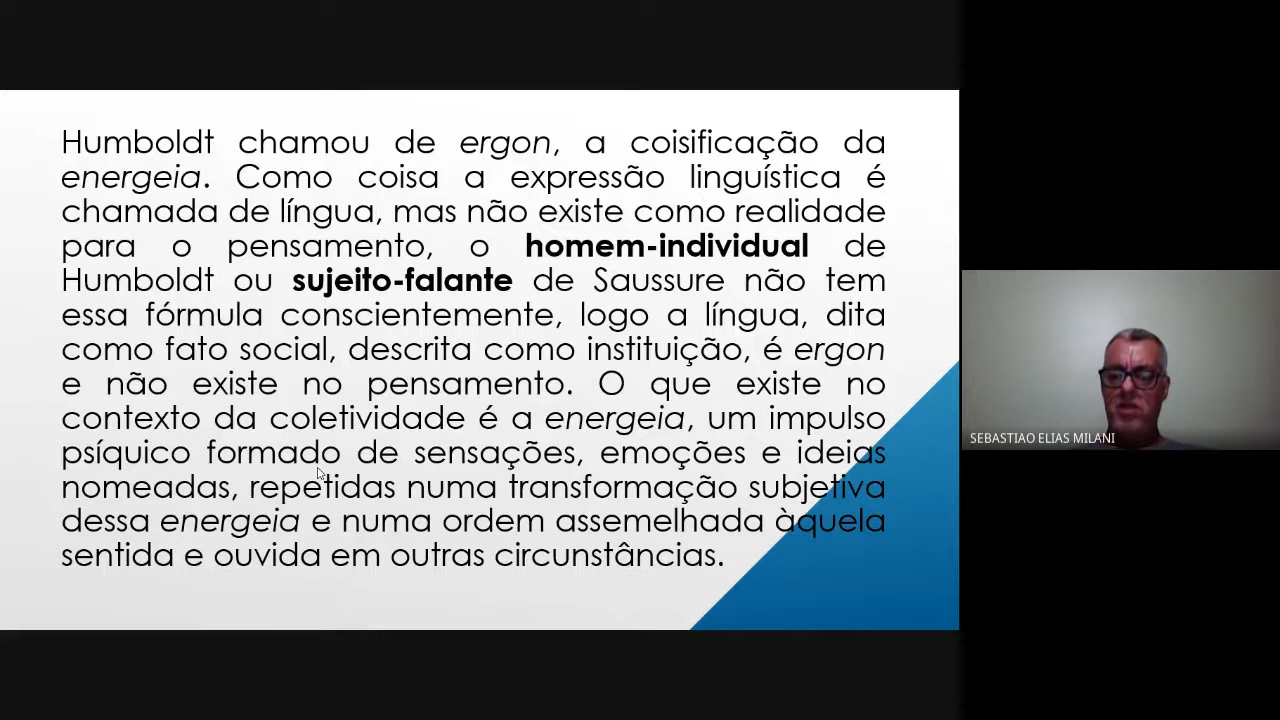 Humboldt chamou de ergon, a coisificação da
energeia. Como coisa a expressão linguística é
chamada de língua, mas não existe como realidade
para o pensamento, o homem-individual de
Humboldt ou sujeito-falante de Saussure não tem
essa fórmula conscientemente, logo a língua, dita
como fato social, descrita como instituição, é ergon
e não existe no pensamento. O que existe no
contexto da coletividade é a energeia, um impulso
psíquico formado de sensações, emoções e ideias
nomeadas, repetidas numa transformação subjetiva
dessa energeia e numa ordem assemelhada àquela
sentida e ouvida em outras circunstâncias.
SEBASTIAO ELIAS MILANI